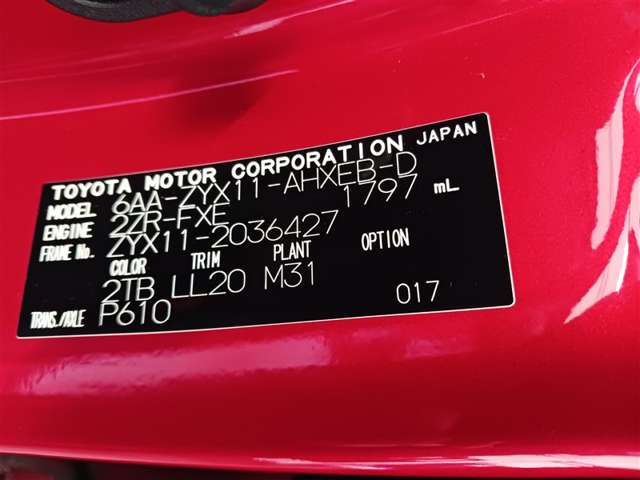 TOYOTA MOTOR CORPORATION JAPAN
MODEL 6AA-ZYX11-AHXEB-D
ENGINE 2ZR-FXE 1797 mL
FRAME No. ZYX11-2036427
COLOR TRIM PLANT OPTION
2TB LL20 M31
TRANS./AXLE P610 017